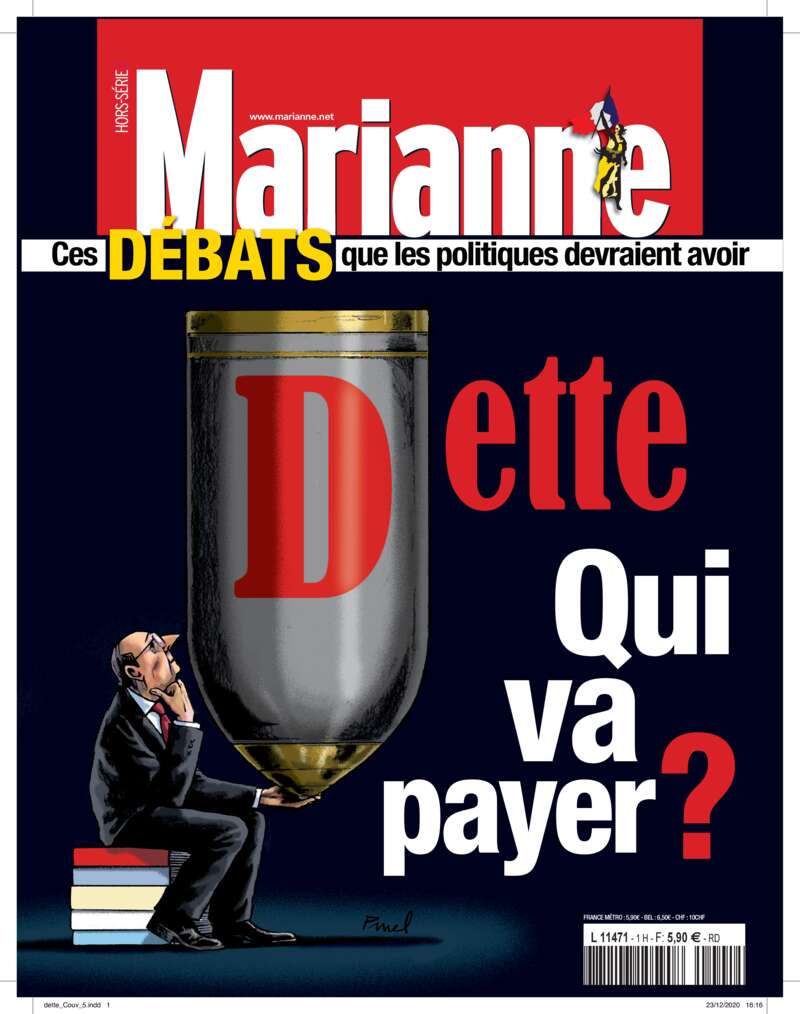 HORS-SÉRIE
www.marianne.net
Marianne
Ces DÉBATS que les politiques devraient avoir
Dette
Qui
va
payer ?
Pinel
FRANCE MÉTRO : 5,90€ - BEL : 6,50€ - CHF : 10CHF
L 11471 - 1 H - F: 5,90 € - RD
dette_Couv_5.indd 1
23/12/2020 16:16